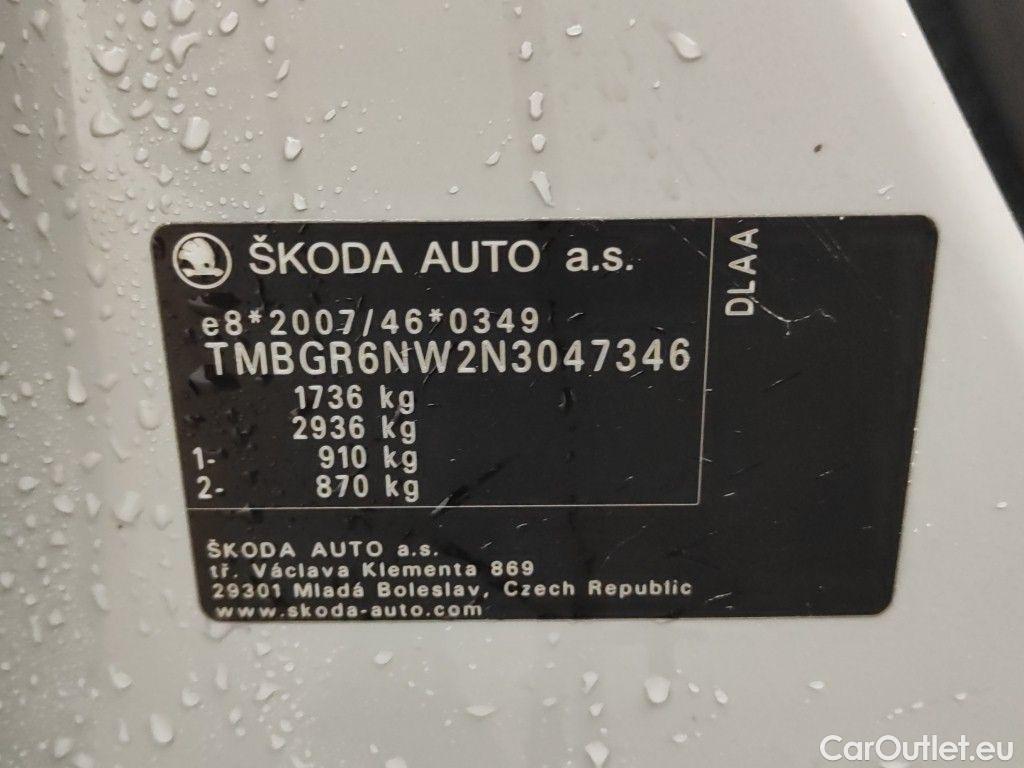 ŠKODA AUTO a.s.
e8*2007/46*0349
TMBGR6NW2N3047346
1736 kg
2936 kg
1- 910 kg
2- 870 kg
DLAA
ŠKODA AUTO a.s.
tř. Václava Klementa 869
29301 Mladá Boleslav, Czech Republic
www.skoda-auto.com
CarOutlet.eu